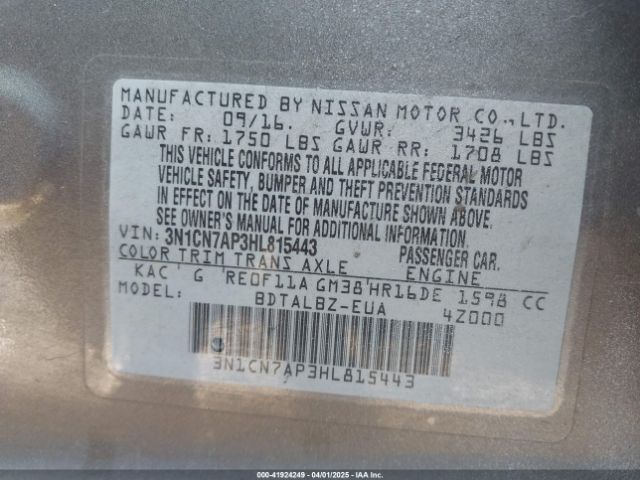 MANUFACTURED BY NISSAN MOTOR CO., LTD.
DATE: 09/16. GVWR: 3426 LBS
GAWR FR: 1750 LBS GAWR RR: 1708 LBS
THIS VEHICLE CONFORMS TO ALL APPLICABLE FEDERAL MOTOR
VEHICLE SAFETY, BUMPER AND THEFT PREVENTION STANDARDS
IN EFFECT ON THE DATE OF MANUFACTURE SHOWN ABOVE.
SEE OWNER'S MANUAL FOR ADDITIONAL INFORMATION.
VIN: 3N1CN7AP3HL815443 PASSENGER CAR.
COLOR TRIM TRANS AXLE ENGINE
KAC G RE0F11A GM38 HR16DE 1598 CC
MODEL: BDTALBZ-EUA 4Z000
3N1CN7AP3HL815443
000-41924249 - 04/01/2025 - IAAI.COM